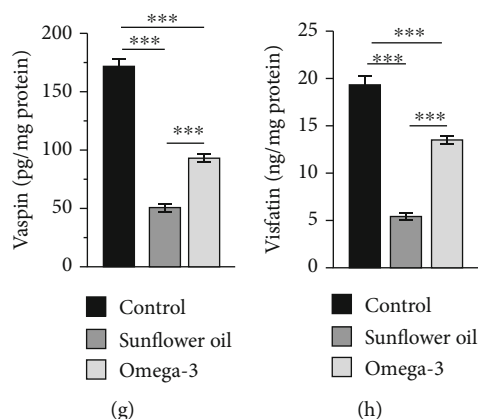 Vaspin (pg/mg protein)
200
150
100
50
0
***
***
***
Control
Sunflower oil
Omega-3
(g)
Visfatin (ng/mg protein)
25
20
15
10
5
0
***
***
***
Control
Sunflower oil
Omega-3
(h)